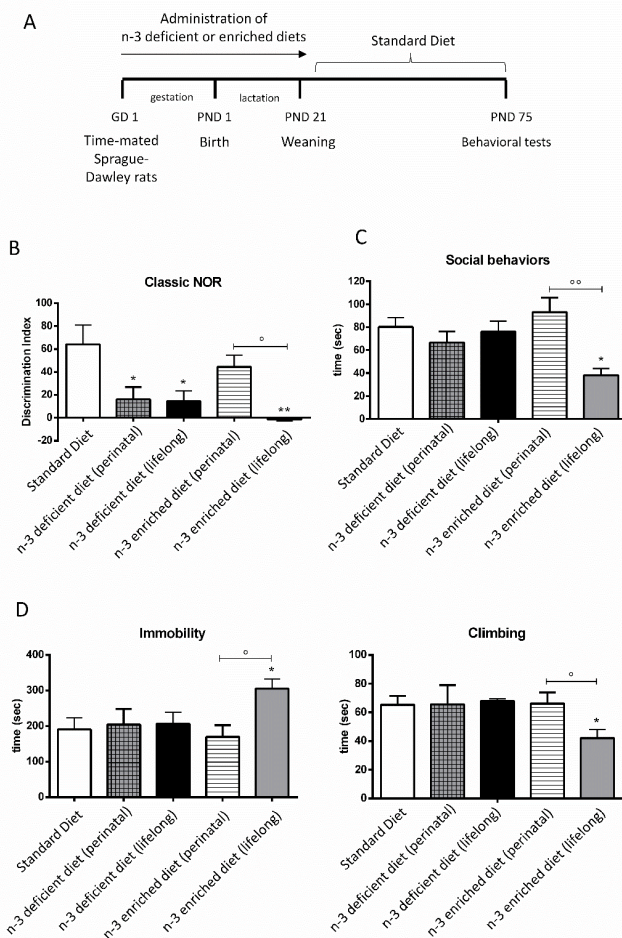 A
Administration of
n-3 deficient or enriched diets
Standard Diet
gestation
lactation
GD 1
PND 1
PND 21
PND 75
Time-mated
Sprague-
Dawley rats
Birth
Weaning
Behavioral tests
B
Classic NOR
Discrimination index
100
80
60
40
20
0
-20
*
*
°
**
Standard Diet
n-3 deficient diet (perinatal)
n-3 deficient diet (lifelong)
n-3 enriched diet (perinatal)
n-3 enriched diet (lifelong)
C
Social behaviors
time (sec)
120
100
80
60
40
20
0
°°
*
Standard Diet
n-3 deficient diet (perinatal)
n-3 deficient diet (lifelong)
n-3 enriched diet (perinatal)
n-3 enriched diet (lifelong)
D
Immobility
time (sec)
400
300
200
100
0
°
*
Standard Diet
n-3 deficient diet (perinatal)
n-3 deficient diet (lifelong)
n-3 enriched diet (perinatal)
n-3 enriched diet (lifelong)
Climbing
time (sec)
100
80
60
40
20
0
°
*
Standard Diet
n-3 deficient diet (perinatal)
n-3 deficient diet (lifelong)
n-3 enriched diet (perinatal)
n-3 enriched diet (lifelong)